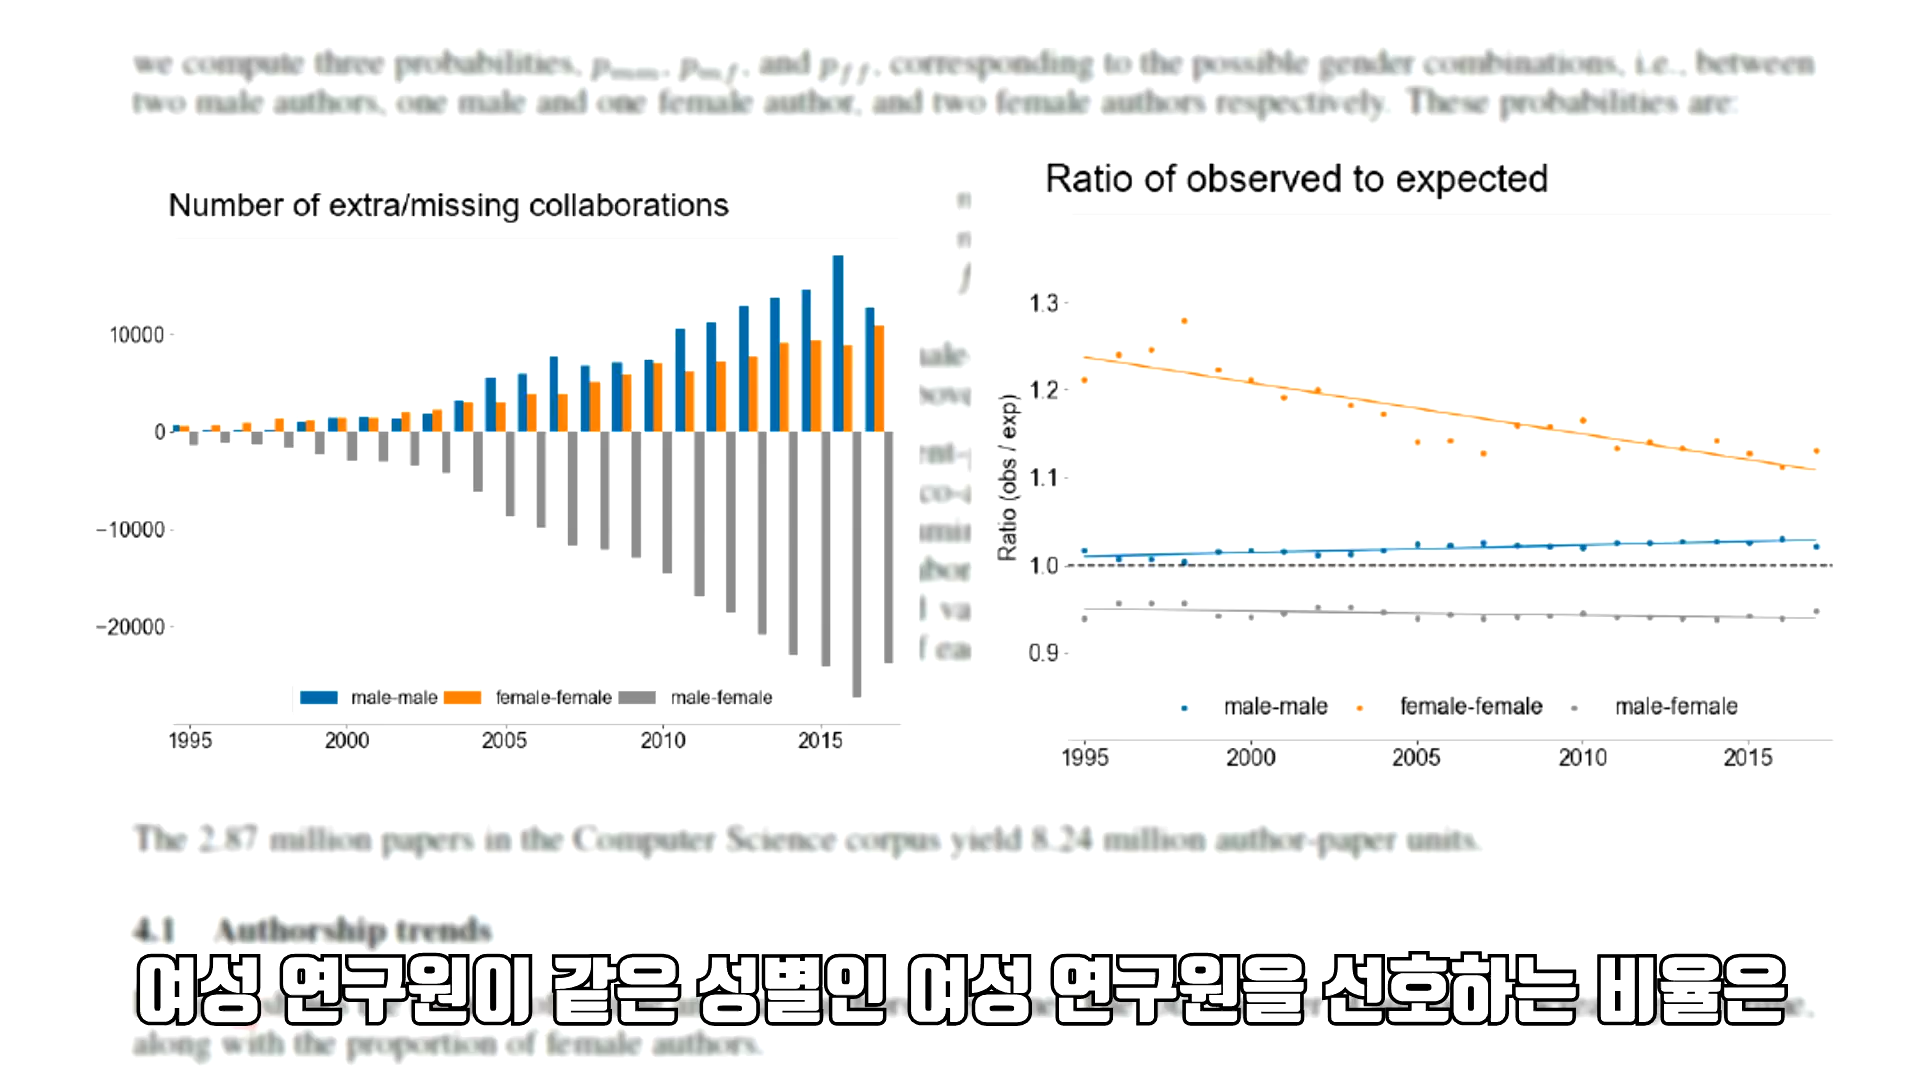 we compute three probabilities, pmm, pmf, and pff, corresponding to the possible gender combinations, i.e., between
two male authors, one male and one female author, and two female authors respectively. These probabilities are:
Number of extra/missing collaborations
10000
0
−10000
−20000
male-male female-female male-female
1995 2000 2005 2010 2015
Ratio of observed to expected
Ratio (obs / exp)
1.3
1.2
1.1
1.0
0.9
male-male female-female male-female
1995 2000 2005 2010 2015
The 2.87 million papers in the Computer Science corpus yield 8.24 million author-paper units.
4.1 Authorship trends
여성 연구원이 같은 성별인 여성 연구원을 선호하는 비율은
along with the proportion of female authors.